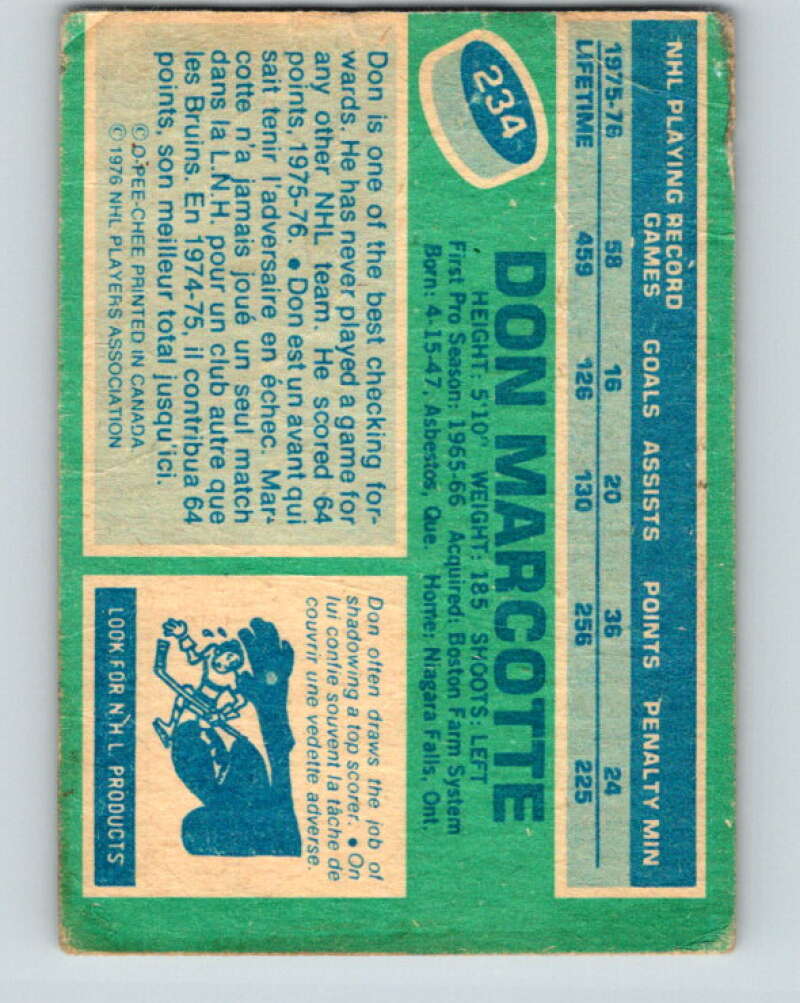 NHL PLAYING RECORD
GAMES GOALS ASSISTS POINTS PENALTY MIN
1975-76 58 16 20 36 24
LIFETIME 459 126 130 256 225
234
DON MARCOTTE
HEIGHT: 5'10" WEIGHT: 185 SHOOTS: LEFT
First Pro Season: 1965-66 Acquired: Boston Farm System
Born: 4-15-47, Asbestos, Que. Home: Niagara Falls, Ont.
Don is one of the best checking for-
wards. He has never played a game for
any other NHL team. He scored 64
points, 1975-76. • Don est un avant qui
sait tenir l'adversaire en échec. Mar-
cotte n'a jamais joué un seul match
dans la L.N.H. pour un club autre que
les Bruins. En 1974-75, il contribua 64
points, son meilleur total jusqu'ici.
© O-PEE-CHEE PRINTED IN CANADA
© 1976 NHL PLAYERS ASSOCIATION
Don often draws the job of
shadowing a top scorer. • On
lui confie souvent la tâche de
couvrir une vedette adverse.
LOOK FOR N.H.L. PRODUCTS